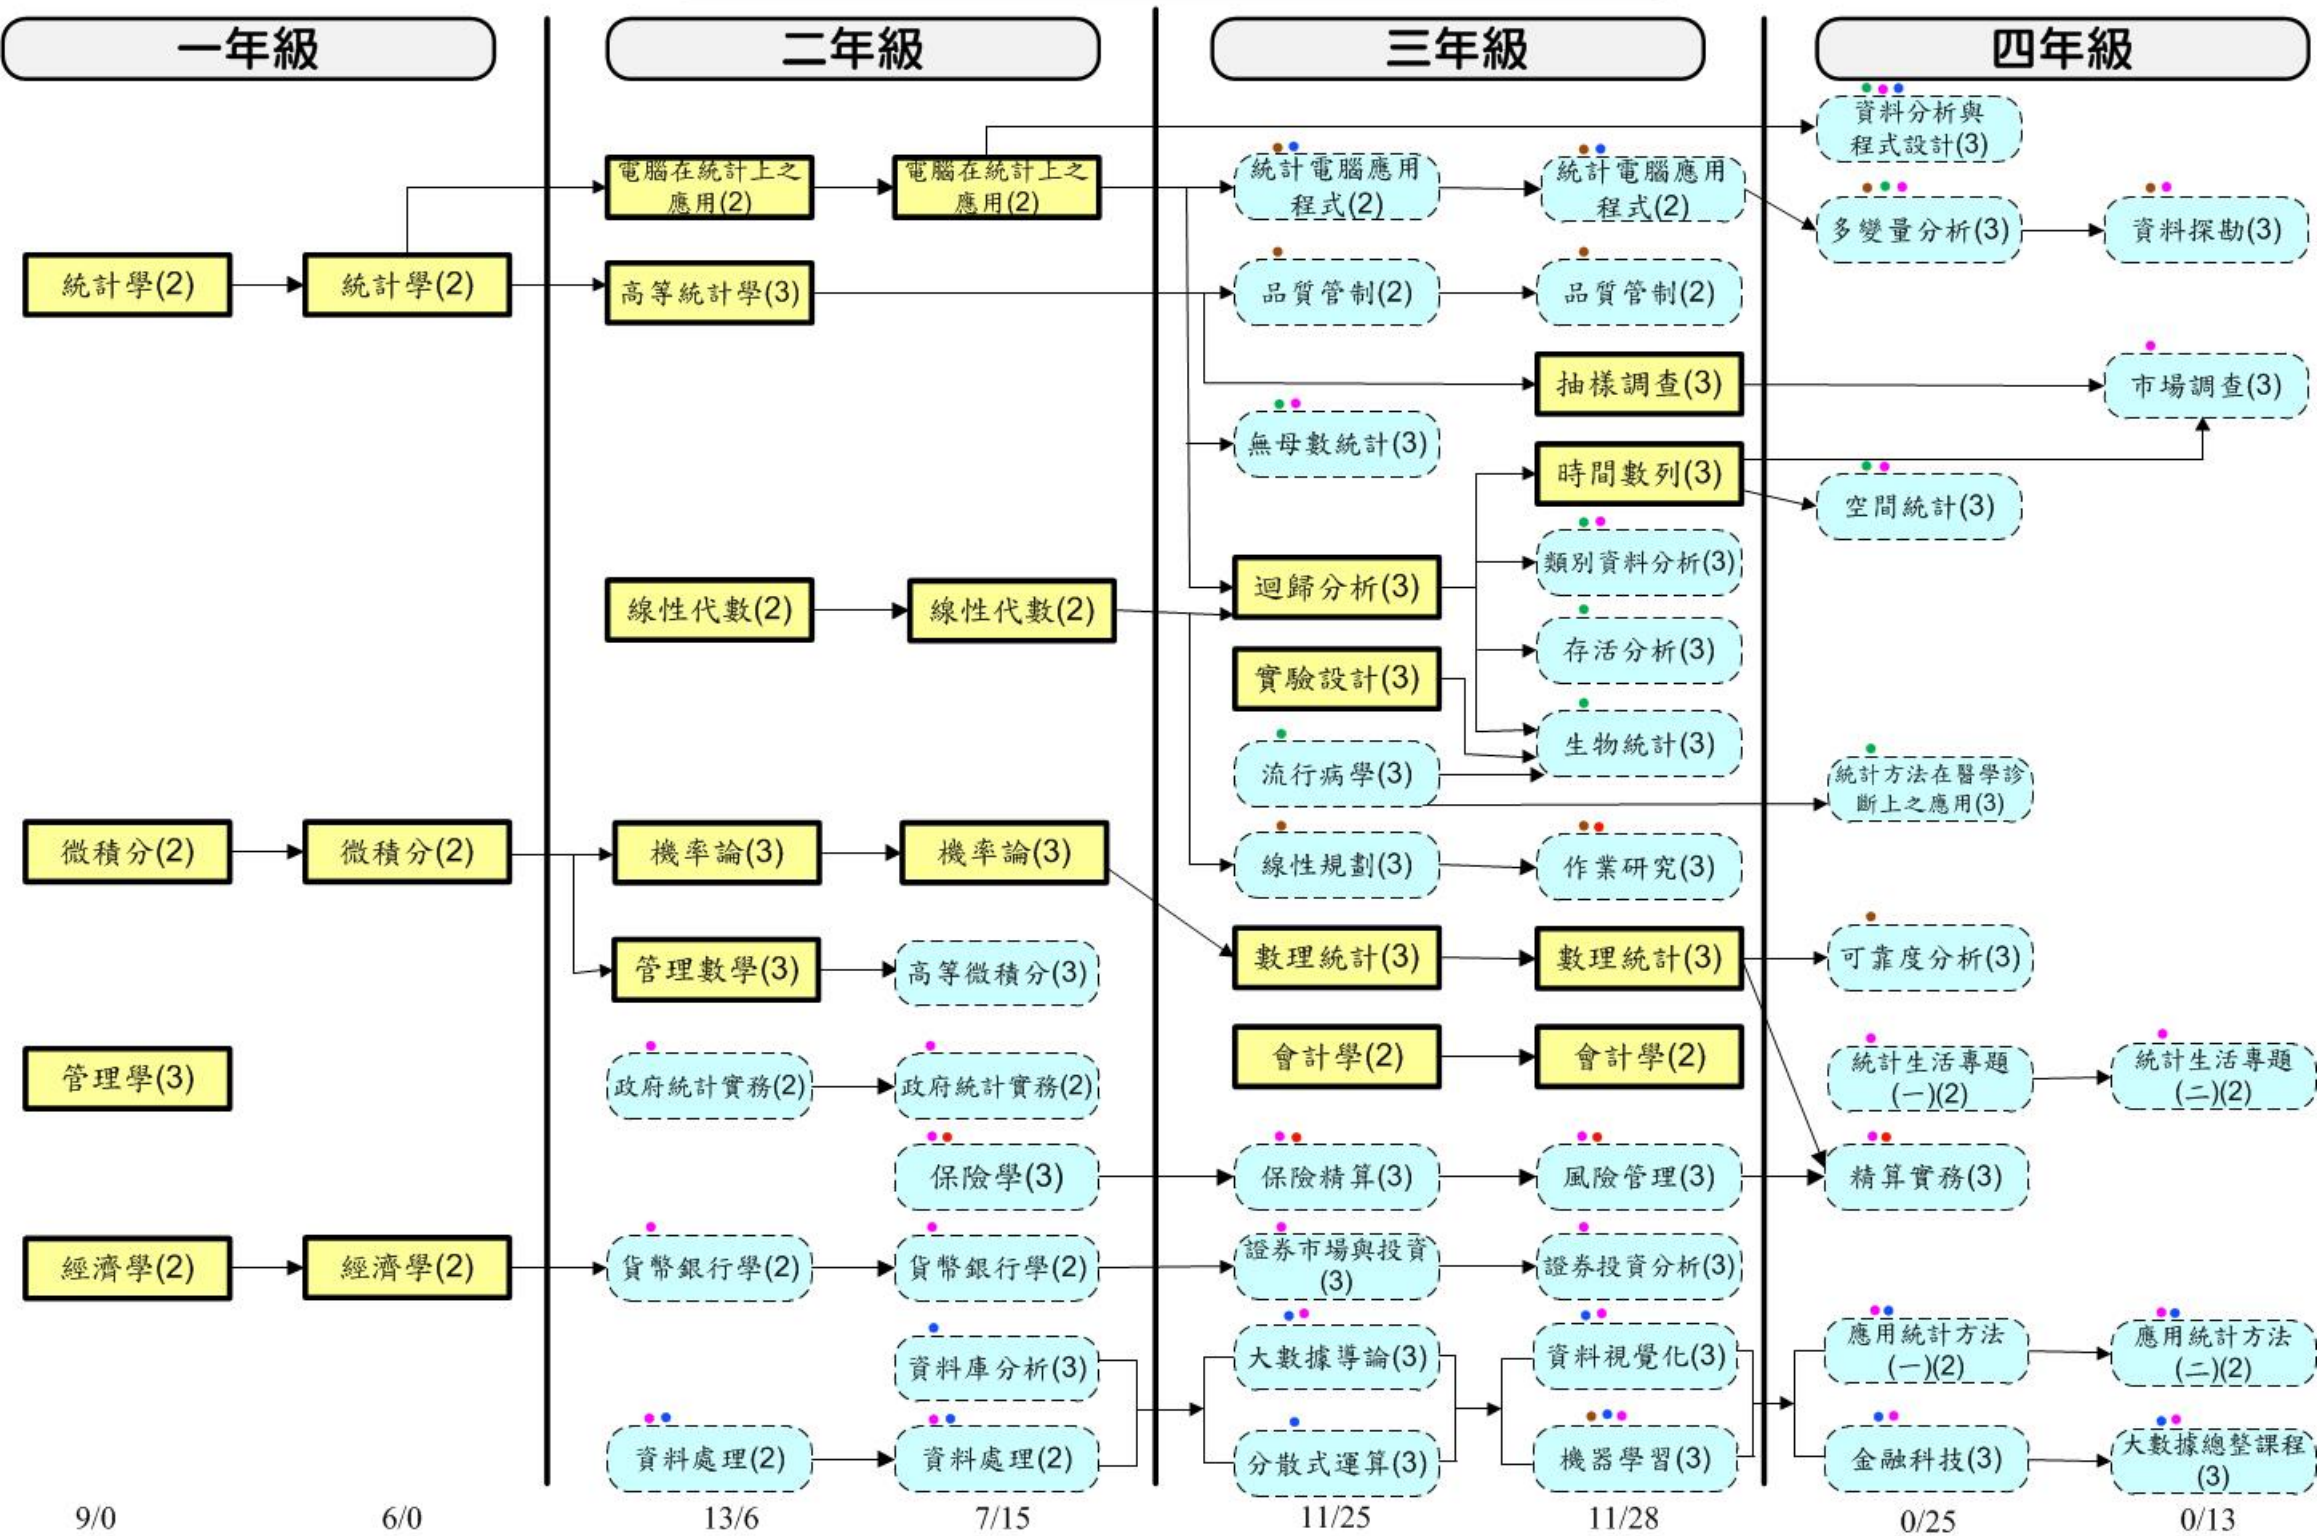 一年級
二年級
三年級
四年級
統計學(2)
統計學(2)
微積分(2)
微積分(2)
管理學(3)
經濟學(2)
經濟學(2)
電腦在統計上之
應用(2)
電腦在統計上之
應用(2)
高等統計學(3)
線性代數(2)
線性代數(2)
機率論(3)
機率論(3)
管理數學(3)
高等微積分(3)
政府統計實務(2)
政府統計實務(2)
保險學(3)
貨幣銀行學(2)
貨幣銀行學(2)
資料庫分析(3)
資料處理(2)
資料處理(2)
統計電腦應用
程式(2)
統計電腦應用
程式(2)
品質管制(2)
品質管制(2)
抽樣調查(3)
無母數統計(3)
時間數列(3)
類別資料分析(3)
迴歸分析(3)
存活分析(3)
實驗設計(3)
生物統計(3)
流行病學(3)
線性規劃(3)
作業研究(3)
數理統計(3)
數理統計(3)
會計學(2)
會計學(2)
保險精算(3)
風險管理(3)
證券市場與投資
(3)
證券投資分析(3)
大數據導論(3)
資料視覺化(3)
分散式運算(3)
機器學習(3)
資料分析與
程式設計(3)
多變量分析(3)
資料探勘(3)
市場調查(3)
空間統計(3)
統計方法在醫學診
斷上之應用(3)
可靠度分析(3)
統計生活專題
(一)(2)
統計生活專題
(二)(2)
精算實務(3)
應用統計方法
(一)(2)
應用統計方法
(二)(2)
金融科技(3)
大數據總整課程
(3)
9/0
6/0
13/6
7/15
11/25
11/28
0/25
0/13